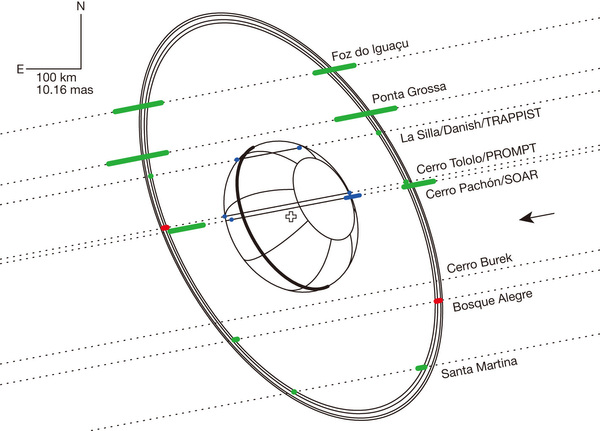 N
E
100 km
10.16 mas
Foz do Iguaçu
Ponta Grossa
La Silla/Danish/TRAPPIST
Cerro Tololo/PROMPT
Cerro Pachón/SOAR
Cerro Burek
Bosque Alegre
Santa Martina